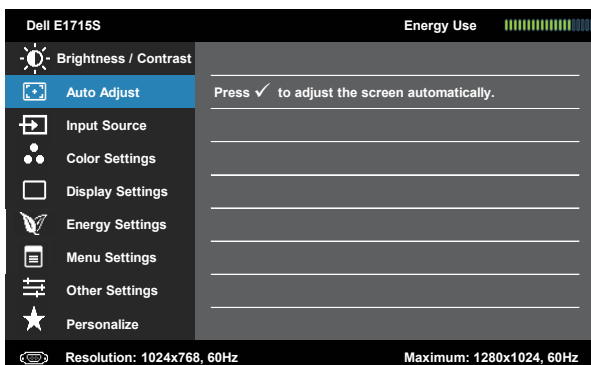 Dell E1715S Energy Use
Brightness / Contrast
Auto Adjust Press ✓ to adjust the screen automatically.
Input Source
Color Settings
Display Settings
Energy Settings
Menu Settings
Other Settings
Personalize
Resolution: 1024x768, 60Hz Maximum: 1280x1024, 60Hz